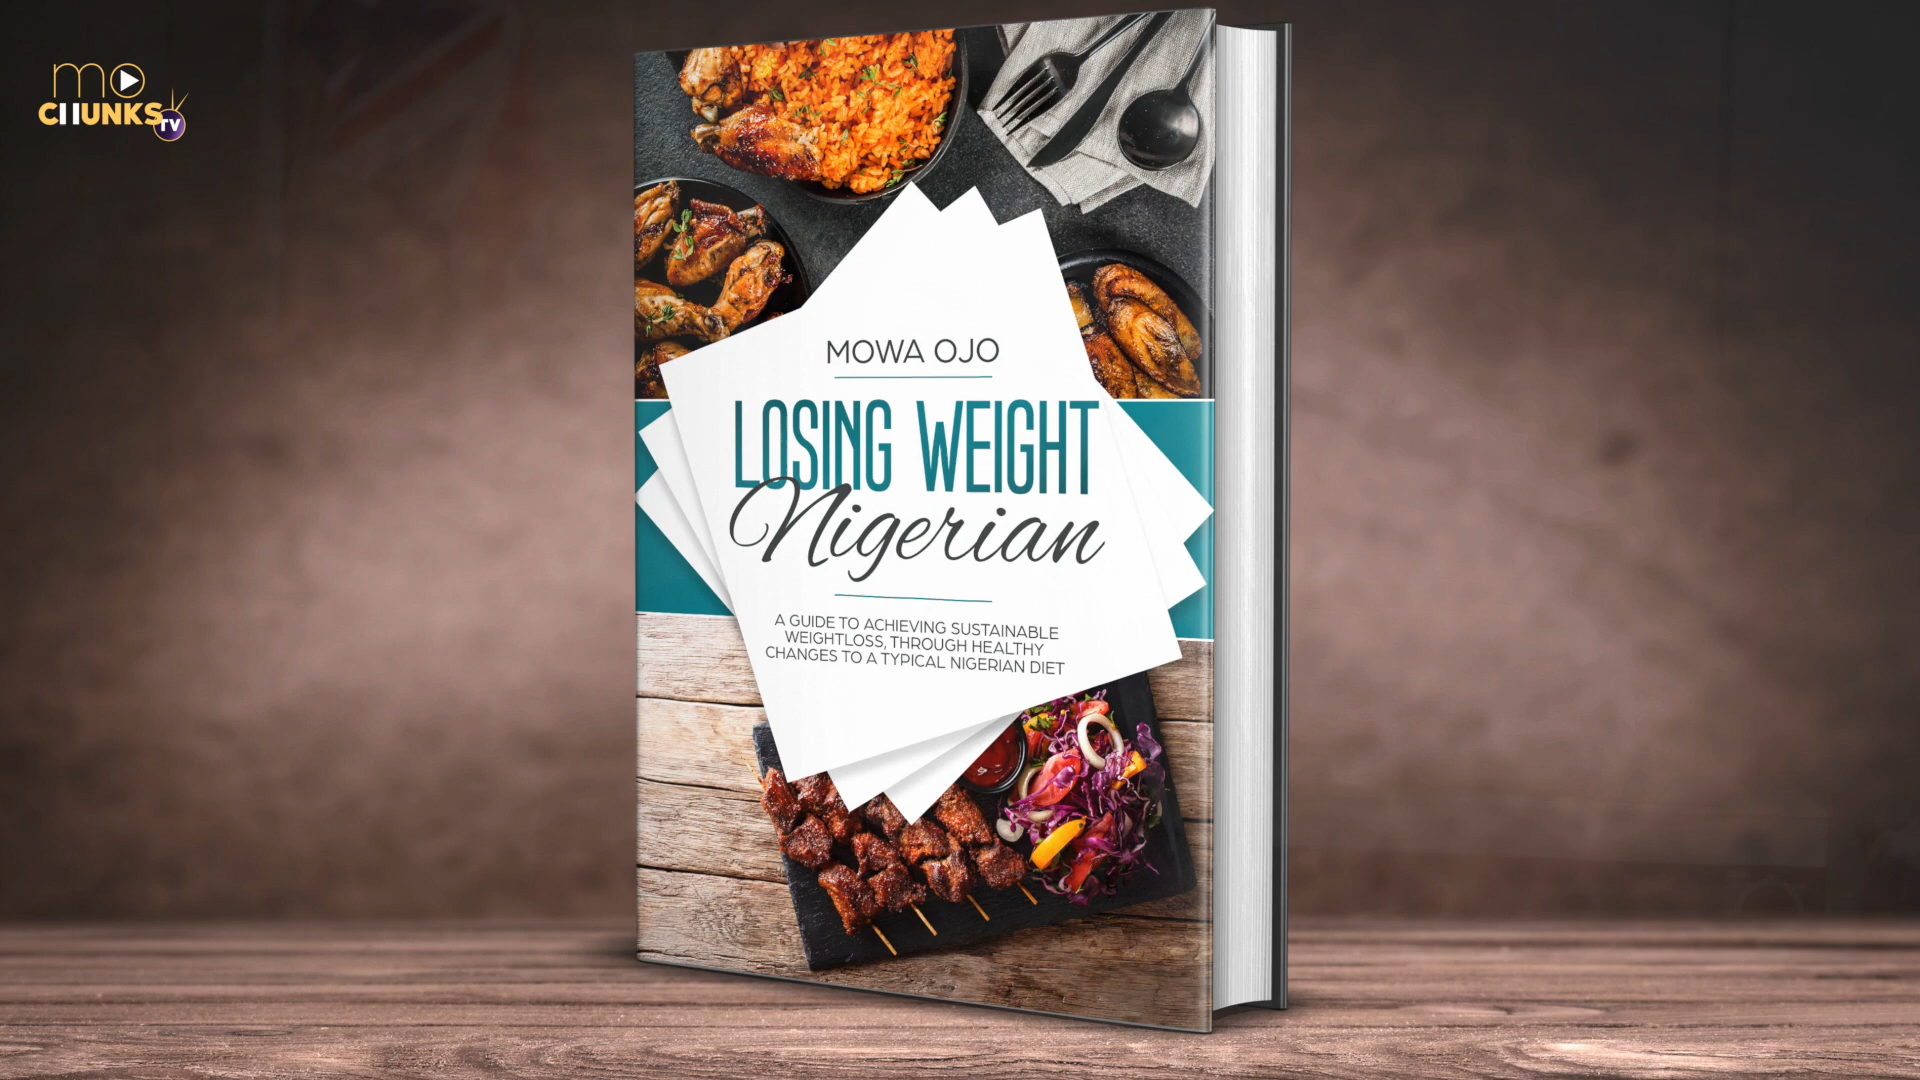 mo
CHUNKS
TV
MOWA OJO
LOSING WEIGHT
Nigerian
A GUIDE TO ACHIEVING SUSTAINABLE
WEIGHTLOSS, THROUGH HEALTHY
CHANGES TO A TYPICAL NIGERIAN DIET